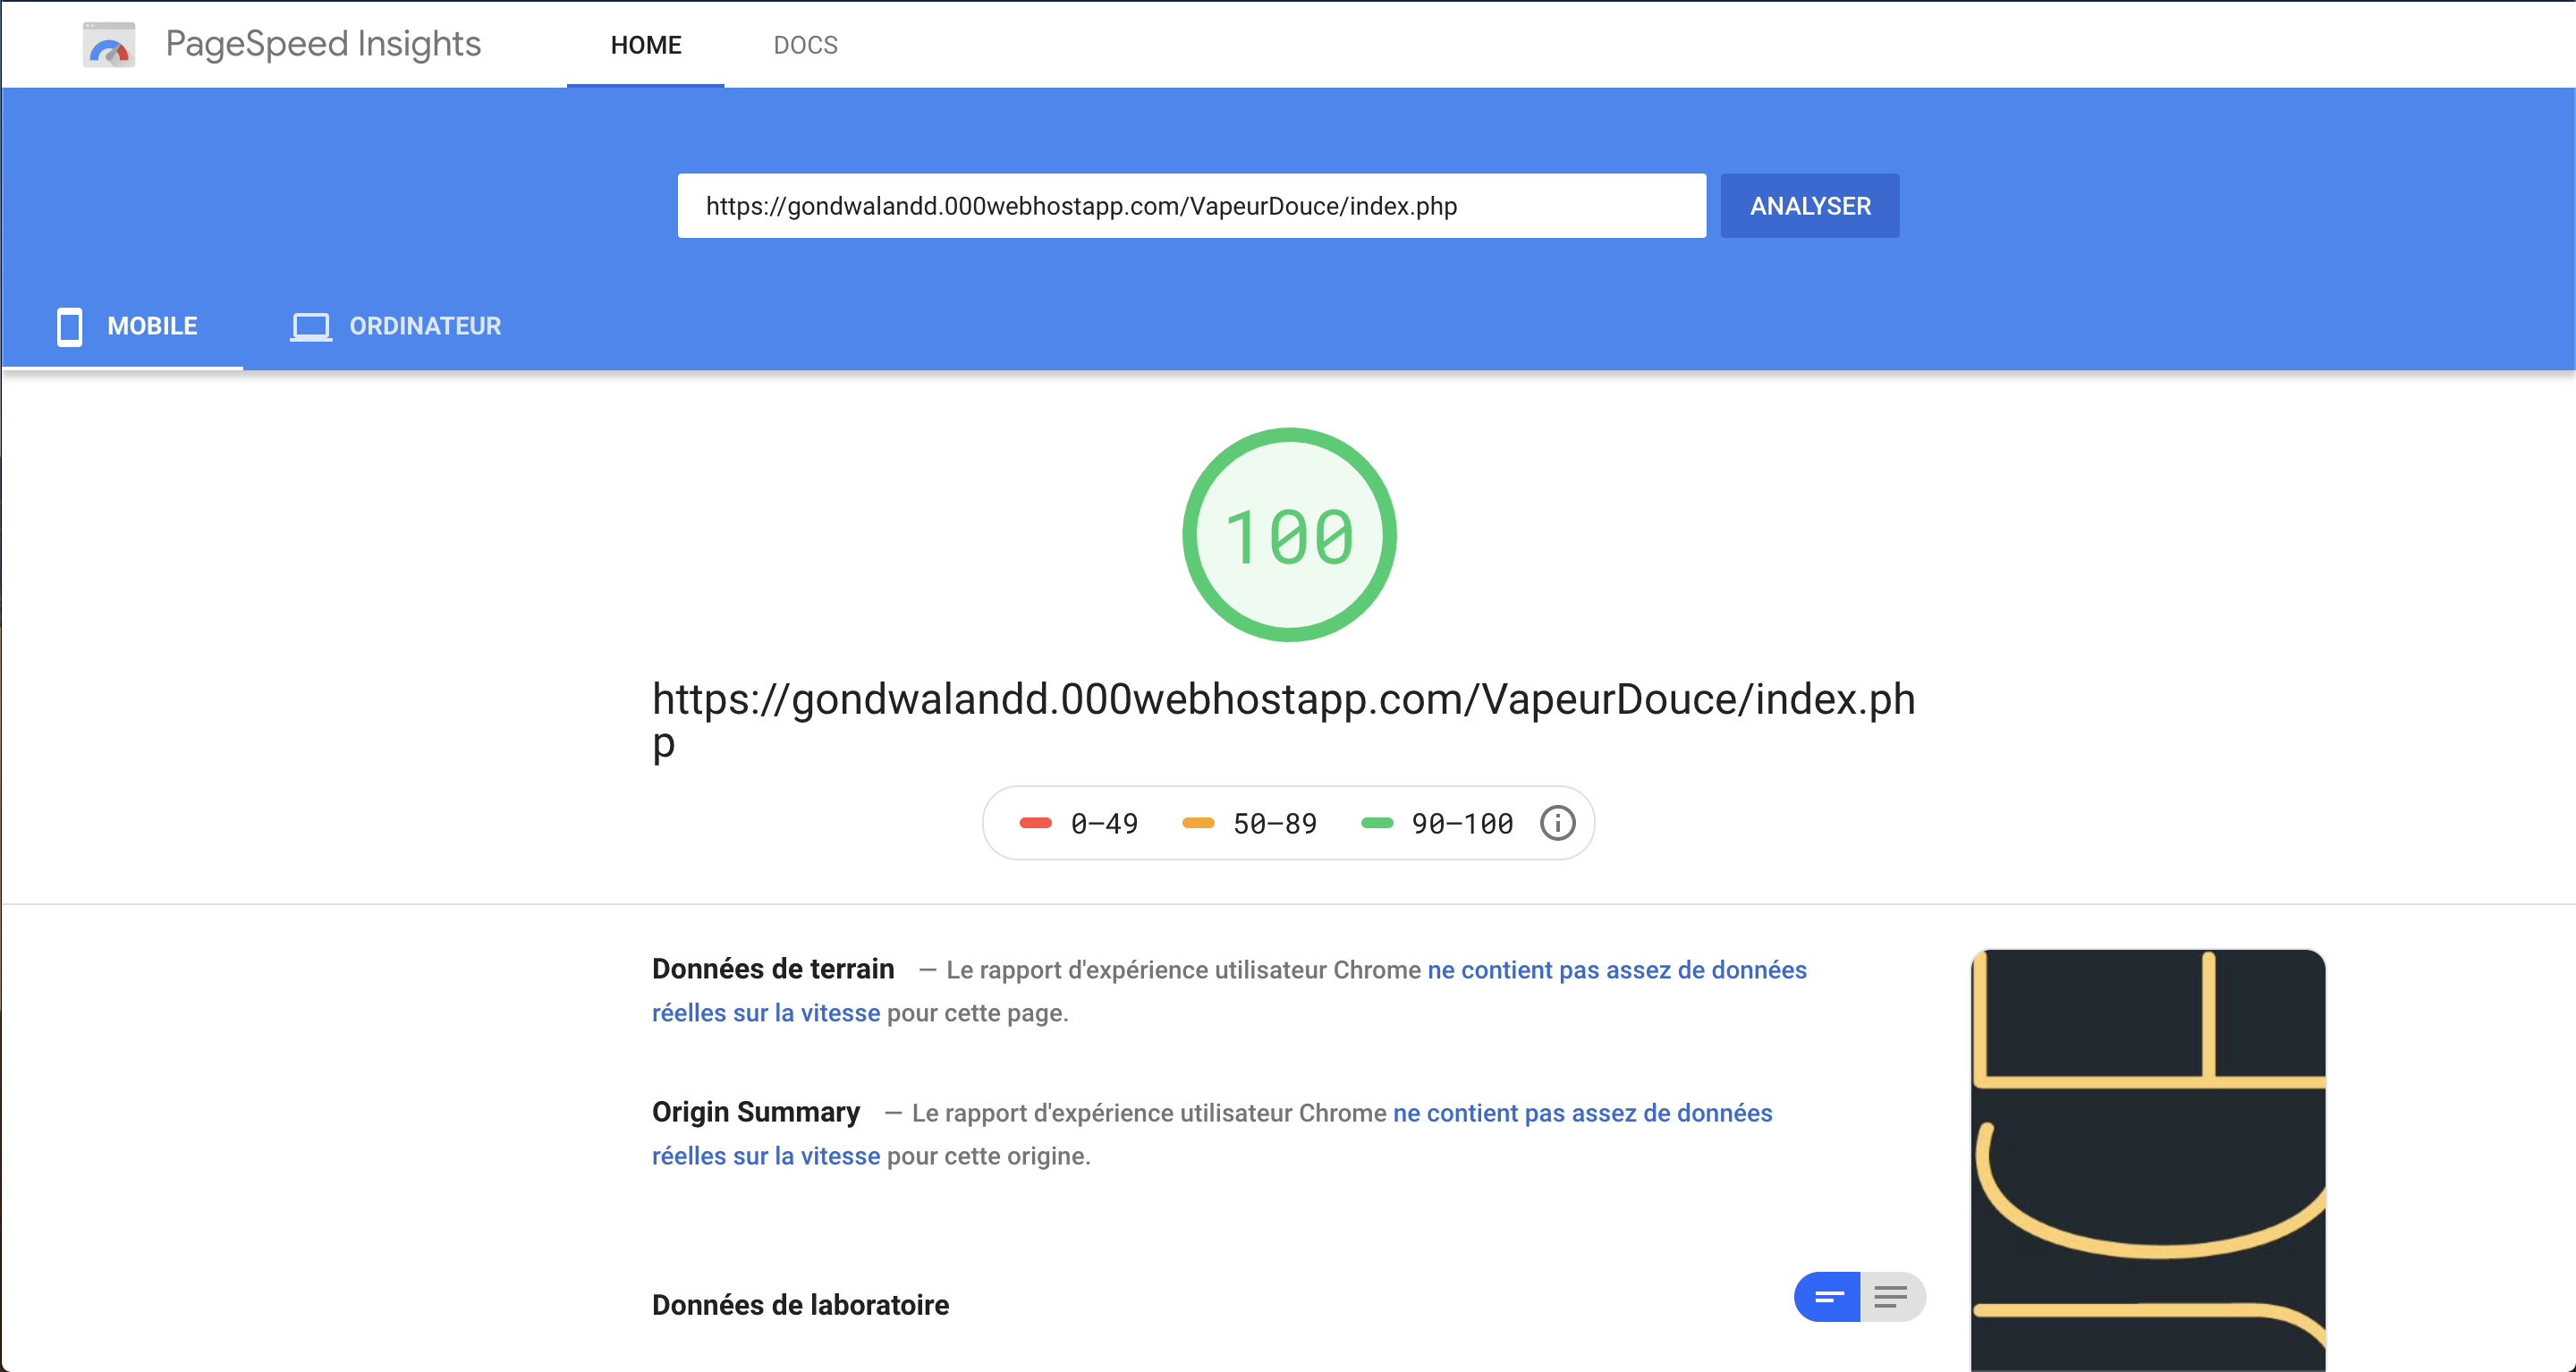 PageSpeed Insights
HOME
DOCS
https://gondwalandd.000webhostapp.com/VapeurDouce/index.php
ANALYSER
MOBILE
ORDINATEUR
100
https://gondwalandd.000webhostapp.com/VapeurDouce/index.ph
p
0–49
50–89
90–100
Données de terrain — Le rapport d'expérience utilisateur Chrome ne contient pas assez de données
réelles sur la vitesse pour cette page.
Origin Summary — Le rapport d'expérience utilisateur Chrome ne contient pas assez de données
réelles sur la vitesse pour cette origine.
Données de laboratoire